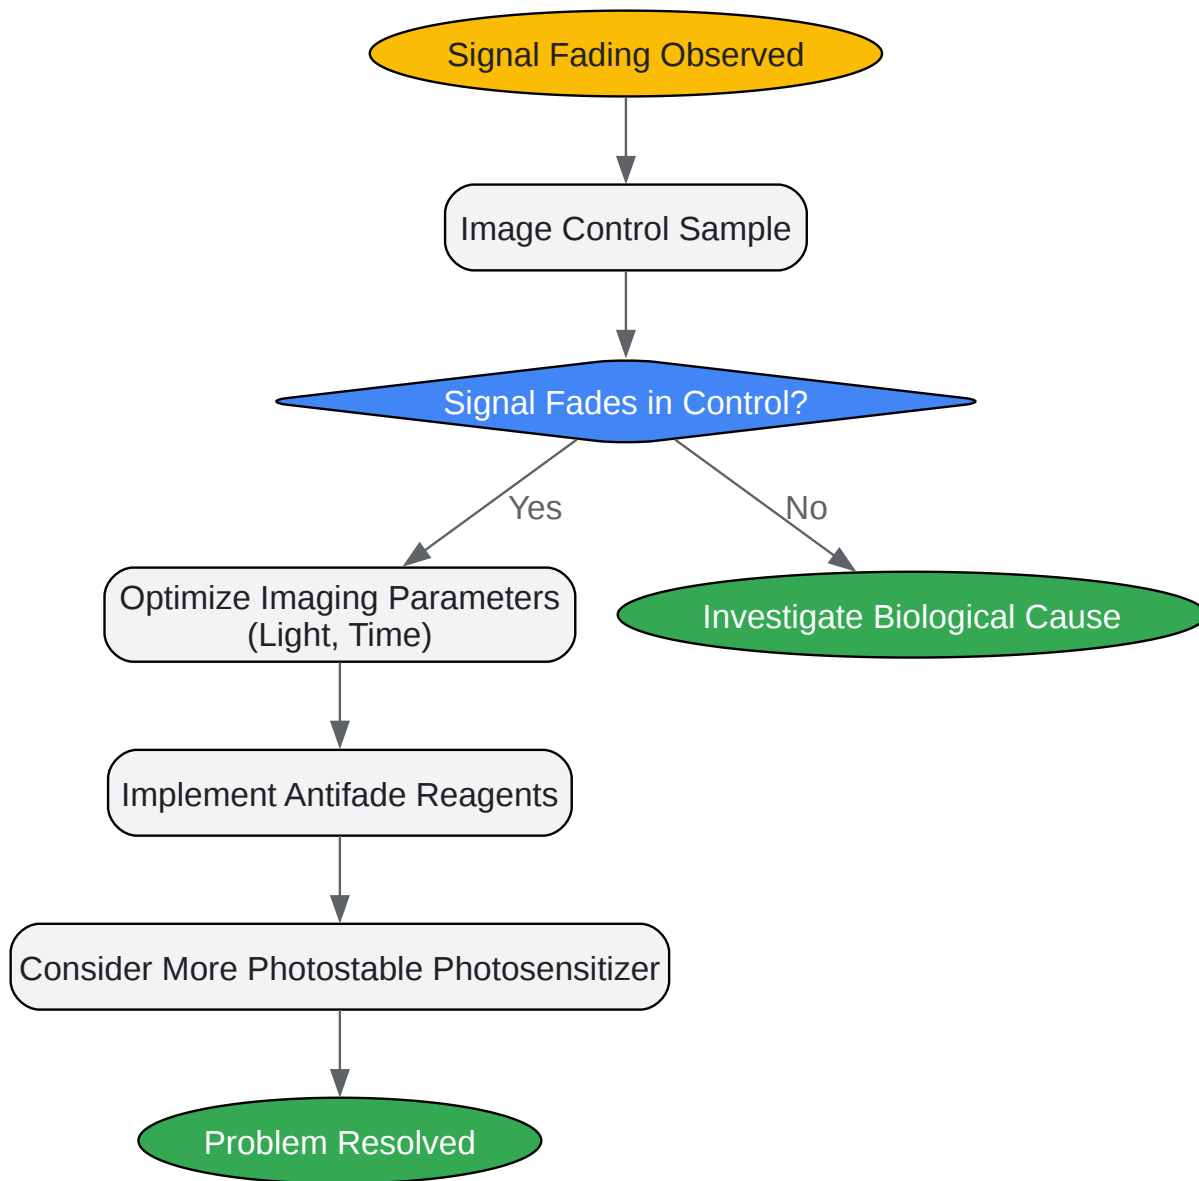 Signal Fading Observed
Image Control Sample
Signal Fades in Control?
Yes
No
Optimize Imaging Parameters
(Light, Time)
Investigate Biological Cause
Implement Antifade Reagents
Consider More Photostable Photosensitizer
Problem Resolved